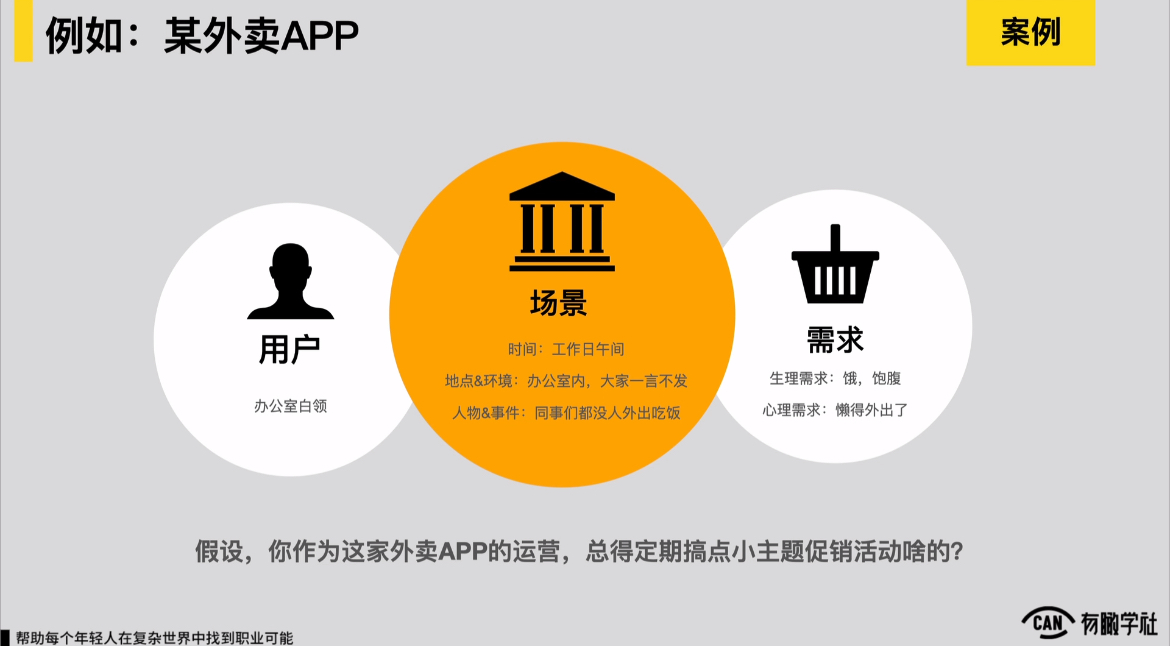 例如：某外卖APP
案例
用户
办公室白领
场景
时间：工作日午间
地点&环境：办公室内，大家一言不发
人物&事件：同事们都没人外出吃饭
需求
生理需求：饿，饱腹
心理需求：懒得外出了
假设，你作为这家外卖APP的运营，总得定期搞点小主题促销活动啥的？
帮助每个年轻人在复杂世界中找到职业可能
CAN 有瞰学社